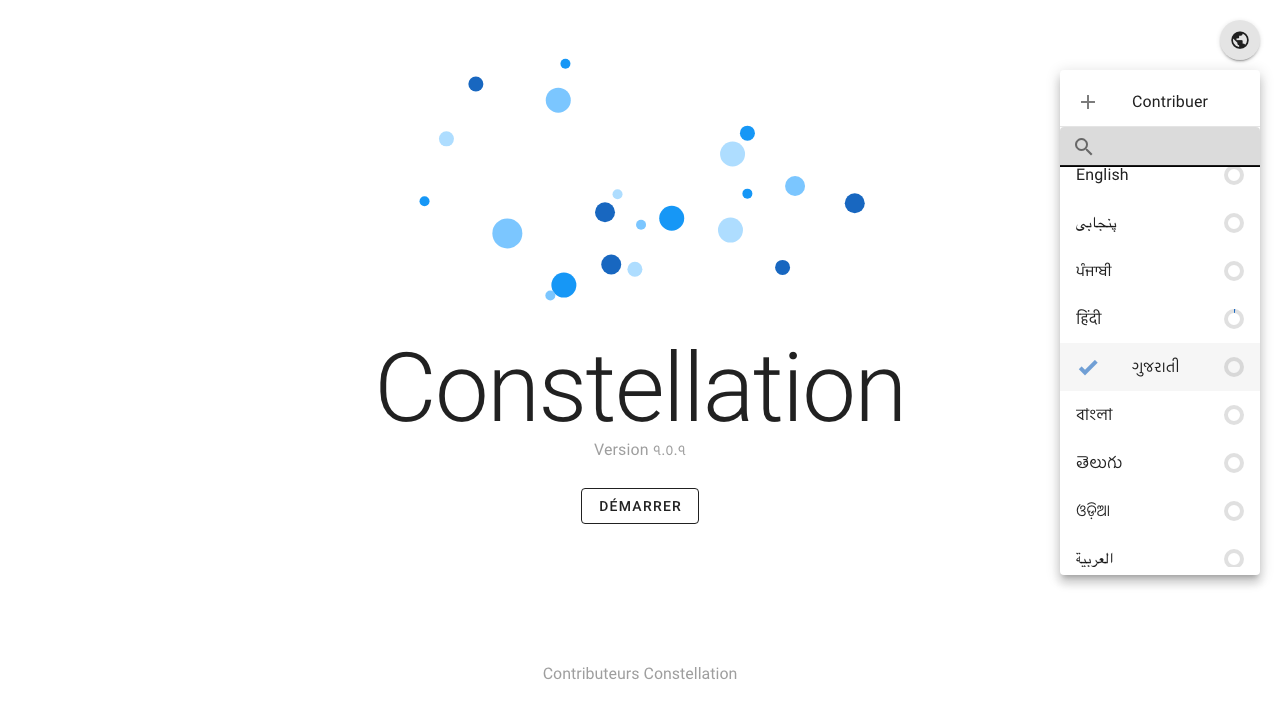 Contribuer
English
پنجابی
ਪੰਜਾਬੀ
हिंदी
ગુજરાતી
বাংলা
తెలుగు
ଓଡ଼ିଆ
العربية
Constellation
Version ૧.૦.૧
DÉMARRER
Contributeurs Constellation